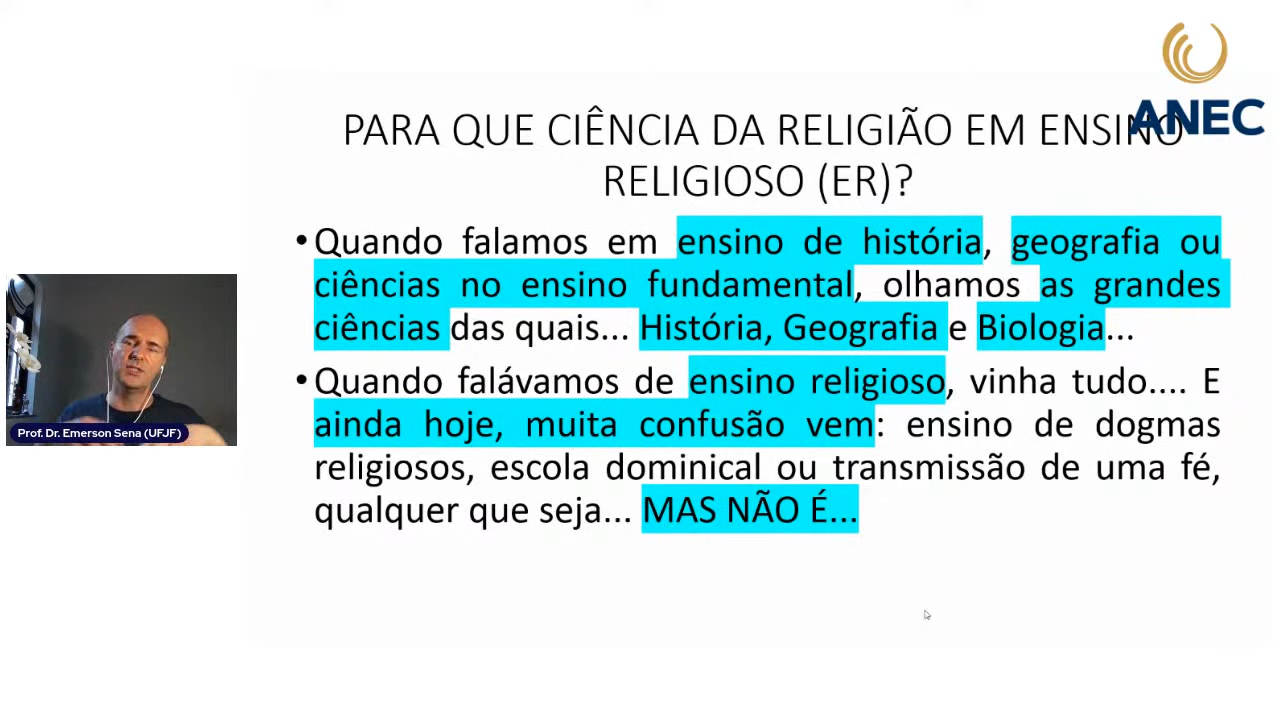 ANEC
PARA QUE CIÊNCIA DA RELIGIÃO EM ENSINO
RELIGIOSO (ER)?
•Quando falamos em ensino de história, geografia ou
ciências no ensino fundamental, olhamos as grandes
ciências das quais... História, Geografia e Biologia...
•Quando falávamos de ensino religioso, vinha tudo.... E
ainda hoje, muita confusão vem: ensino de dogmas
religiosos, escola dominical ou transmissão de uma fé,
qualquer que seja... MAS NÃO É...
Prof. Dr. Emerson Sena (UFJF)